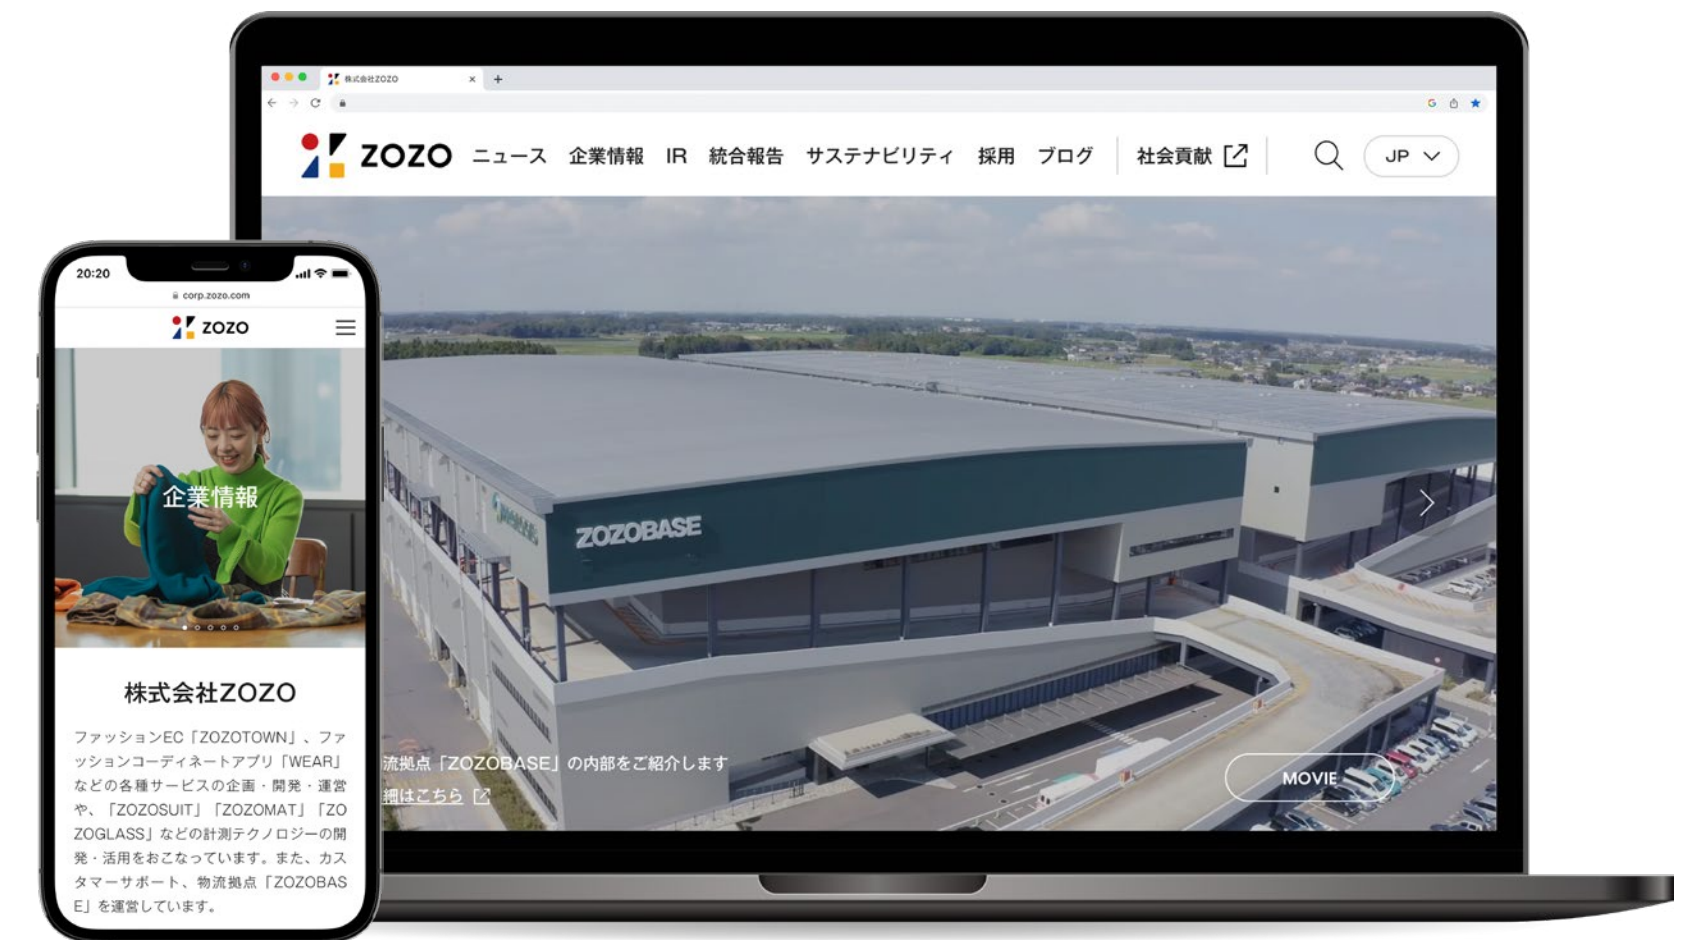 株式会社ZOZO
ZOZO ニュース 企業情報 IR 統合報告 サステナビリティ 採用 ブログ 社会貢献 JP
ZOZOBASE
流拠点「ZOZOBASE」の内部をご紹介します
細はこちら
MOVIE
20:20
corp.zozo.com
ZOZO
企業情報
株式会社ZOZO
ファッションEC「ZOZOTOWN」、ファ
ッションコーディネートアプリ「WEAR」
などの各種サービスの企画・開発・運営
や、「ZOZOSUIT」「ZOZOMAT」「ZO
ZOGLASS」などの計測テクノロジーの開
発・活用をおこなっています。また、カス
タマーサポート、物流拠点「ZOZOBAS
E」を運営しています。